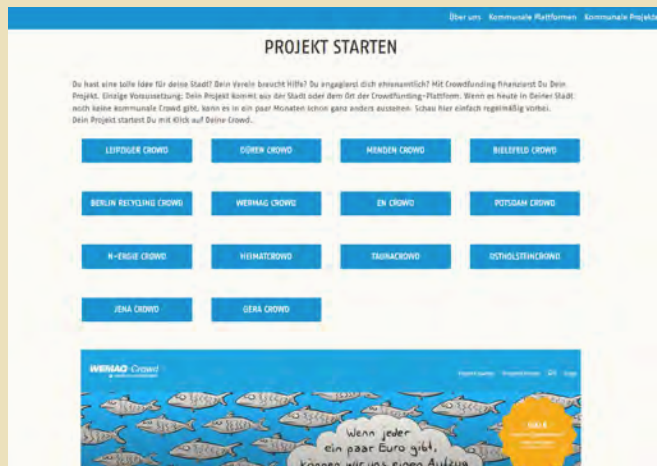 Über uns Kommunale Plattformen Kommunale Projekte
PROJEKT STARTEN
Du hast eine tolle Idee für deine Stadt? Dein Verein braucht Hilfe? Du engagierst dich ehrenamtlich? Mit Crowdfunding finanzierst Du Dein
Projekt. Einzige Voraussetzung: Dein Projekt kommt aus der Stadt oder dem Ort der Crowdfunding-Plattform. Wenn es heute in Deiner Stadt
noch keine kommunale Crowd gibt, kann es in ein paar Monaten schon ganz anders aussehen. Schau hier einfach regelmäßig vorbei.
Dein Projekt startest Du mit Klick auf Deine Crowd.
LEIPZIGER CROWD DÜREN CROWD MENDEN CROWD BIELEFELD CROWD
BERLIN RECYCLING CROWD WEMAG CROWD EN CROWD POTSDAM CROWD
N-ERGIE CROWD HEIMATCROWD TAUNACROWD OSTHOLSTEINCROWD
JENA CROWD GERA CROWD
WEMAG Crowd
Wenn jeder
ein paar Euro gibt,
können wir uns einen Aufzug